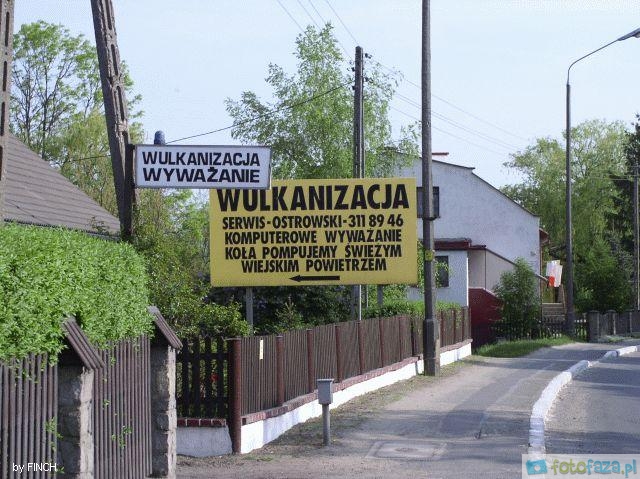 WULKANIZACJA
WYWAŻANIE
WULKANIZACJA
SERWIS-OSTROWSKI-311 89 46
KOMPUTEROWE WYWAŻANIE
KOŁA POMPUJEMY ŚWIEŻYM
WIEJSKIM POWIETRZEM
by FINCH.
fotofaza.pl